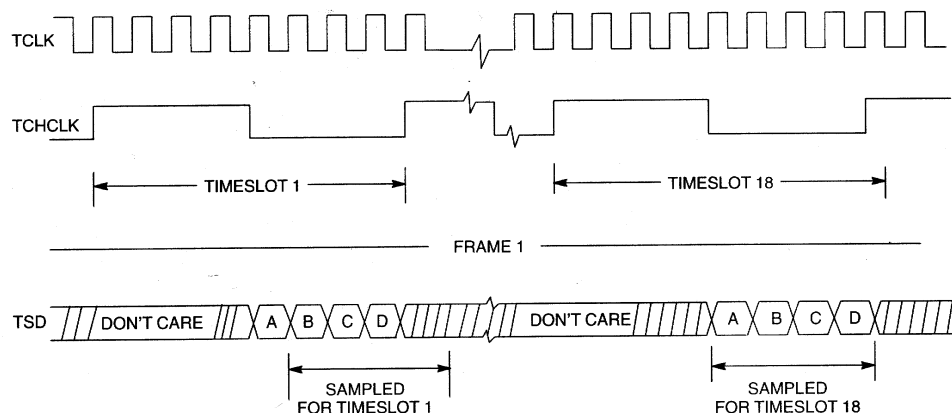 TCLK
TCHCLK
TIMESLOT 1
TIMESLOT 18
FRAME 1
TSD
DON'T CARE
A
B
C
D
DON'T CARE
A
B
C
D
SAMPLED
FOR TIMESLOT 1
SAMPLED
FOR TIMESLOT 18